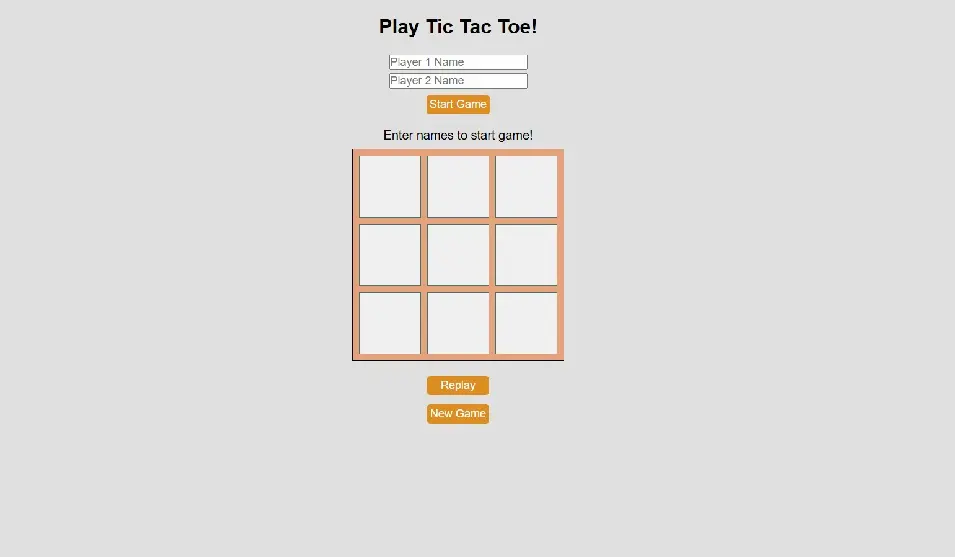 Play Tic Tac Toe!
Player 1 Name
Player 2 Name
Start Game
Enter names to start game!
Replay
New Game